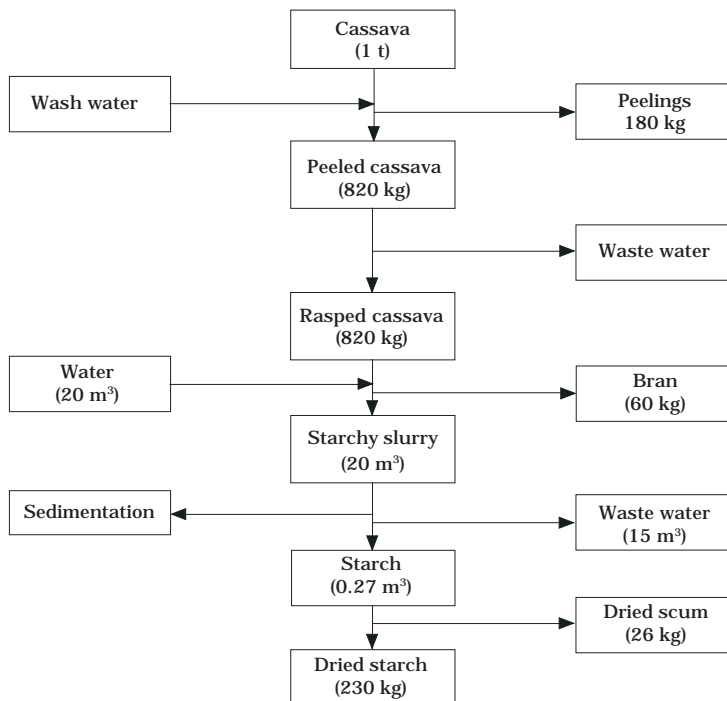 Cassava
(1 t)
Wash water
Peelings
180 kg
Peeled cassava
(820 kg)
Waste water
Rasped cassava
(820 kg)
Water
(20 m³)
Bran
(60 kg)
Starchy slurry
(20 m³)
Sedimentation
Waste water
(15 m³)
Starch
(0.27 m³)
Dried scum
(26 kg)
Dried starch
(230 kg)